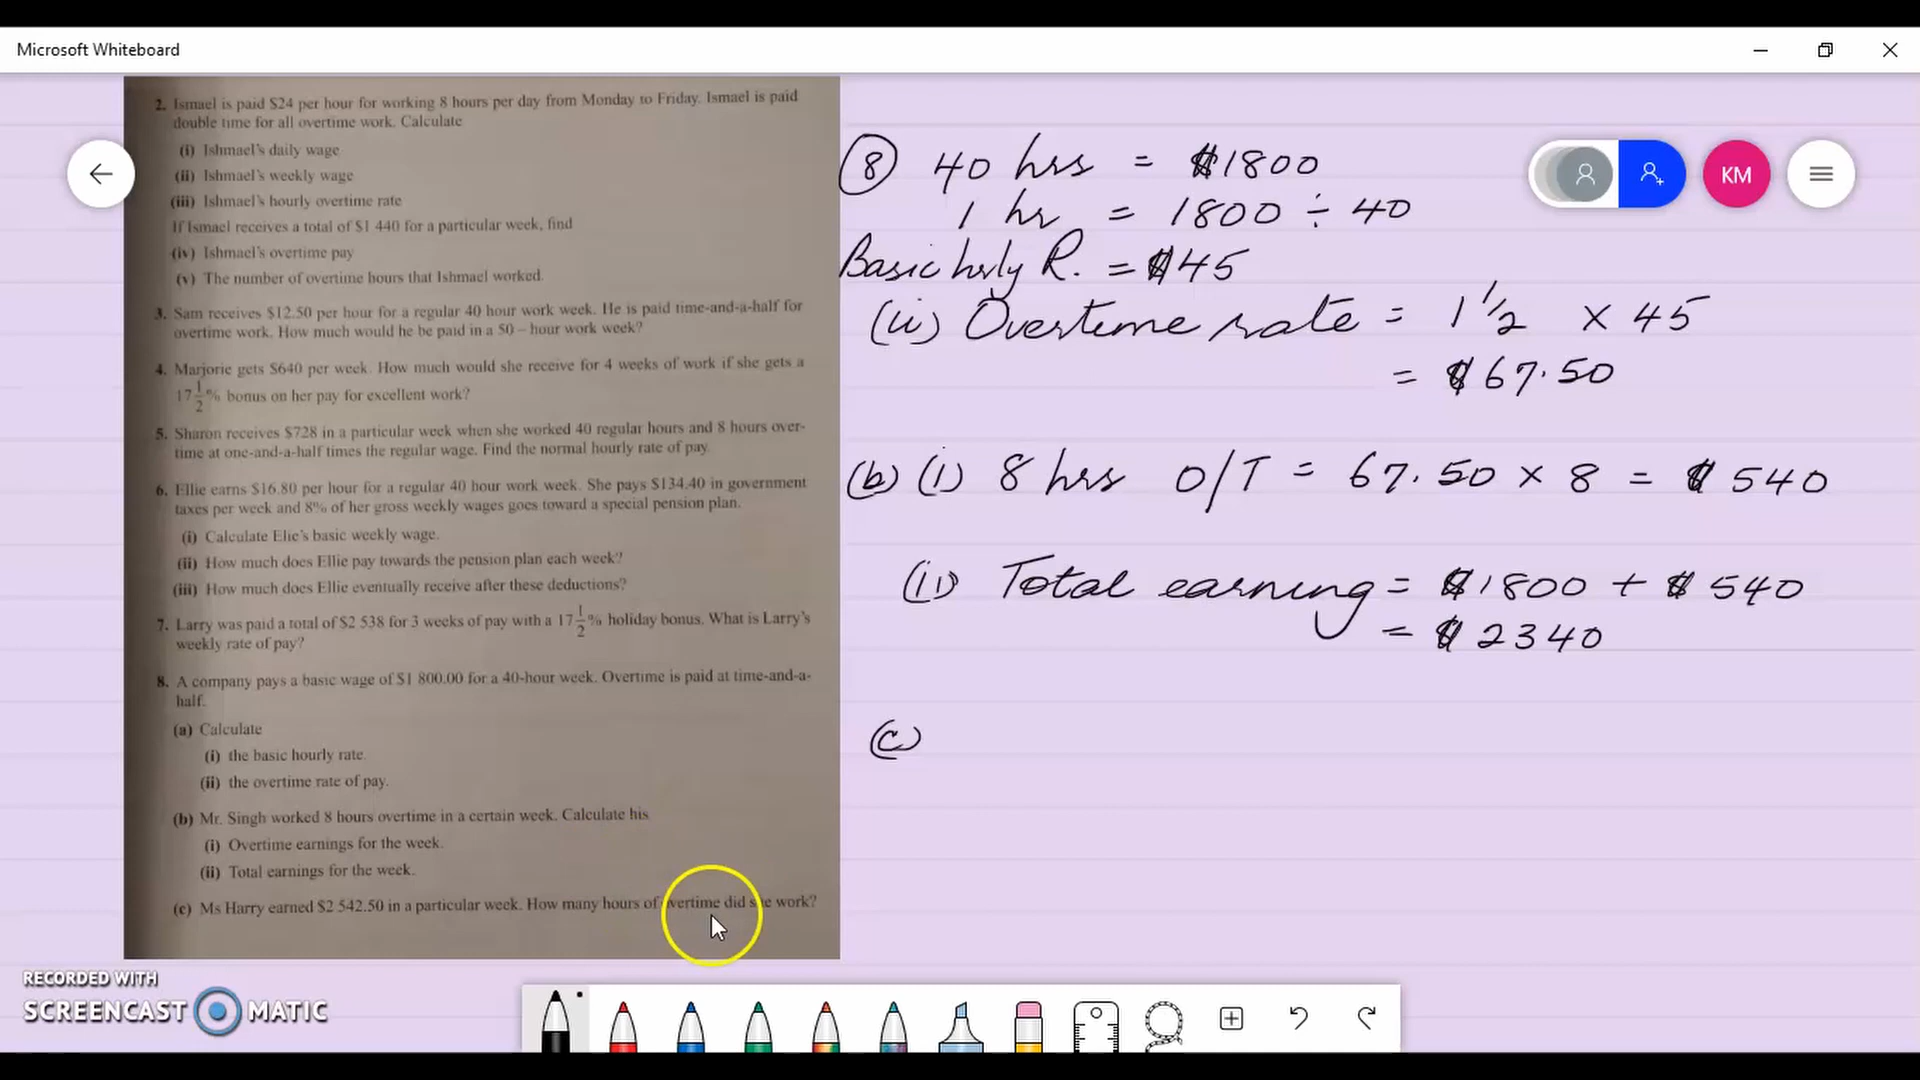 Microsoft Whiteboard
2. Ismael is paid $24 per hour for working 8 hours per day from Monday to Friday. Ismael is paid
double time for all overtime work. Calculate
(i) Ishmael's daily wage
(ii) Ishmael's weekly wage
(iii) Ishmael's hourly overtime rate
If Ismael receives a total of $1 440 for a particular week, find
(iv) Ishmael's overtime pay
(v) The number of overtime hours that Ishmael worked.
3. Sam receives $12.50 per hour for a regular 40 hour work week. He is paid time-and-a-half for
overtime work. How much would he be paid in a 50 – hour work week?
4. Marjorie gets $640 per week. How much would she receive for 4 weeks of work if she gets a
17 1/2 % bonus on her pay for excellent work?
5. Sharon receives $728 in a particular week when she worked 40 regular hours and 8 hours over-
time at one-and-a-half times the regular wage. Find the normal hourly rate of pay.
6. Ellie earns $16.80 per hour for a regular 40 hour work week. She pays $134.40 in government
taxes per week and 8% of her gross weekly wages goes toward a special pension plan.
(i) Calculate Elie's basic weekly wage.
(ii) How much does Ellie pay towards the pension plan each week?
(iii) How much does Ellie eventually receive after these deductions?
7. Larry was paid a total of $2 538 for 3 weeks of pay with a 17 1/2 % holiday bonus. What is Larry's
weekly rate of pay?
8. A company pays a basic wage of $1 800.00 for a 40-hour week. Overtime is paid at time-and-a-
half.
(a) Calculate
(i) the basic hourly rate.
(ii) the overtime rate of pay.
(b) Mr. Singh worked 8 hours overtime in a certain week. Calculate his
(i) Overtime earnings for the week.
(ii) Total earnings for the week.
(c) Ms Harry earned $2 542.50 in a particular week. How many hours of overtime did she work?
8 40 hrs = $1800
1 hr = 1800 ÷ 40
Basic hrly R. = $45
(ii) Overtime rate = 1 1/2 × 45
= $67.50
(b) (i) 8 hrs O/T = 67.50 × 8 = $540
(ii) Total earning = $1800 + $540
= $2340
(c)
KM
RECORDED WITH
SCREENCAST MATIC